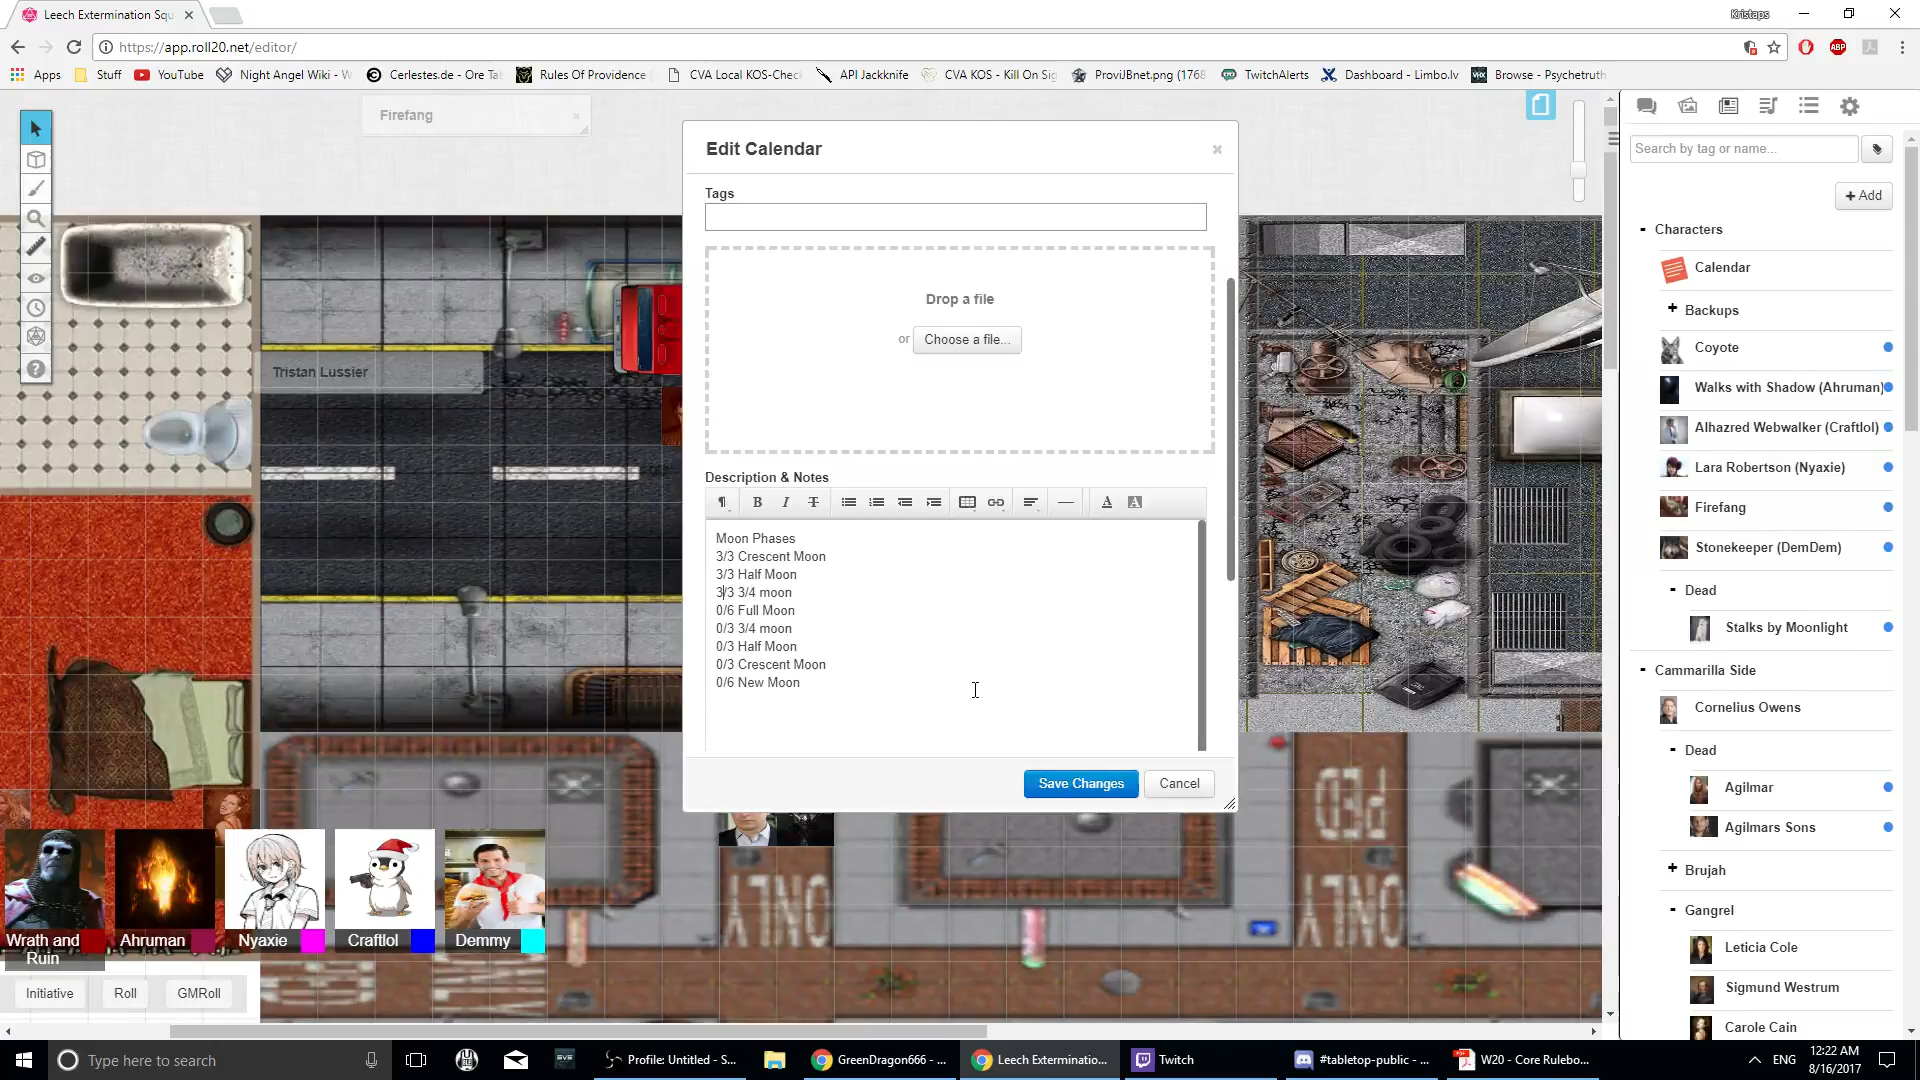 Leech Extermination Squ
Kristaps
https://app.roll20.net/editor/
Apps
Stuff
YouTube
Night Angel Wiki - W
Cerlestes.de - Ore Tab
Rules Of Providence
CVA Local KOS-Check
API Jackknife
CVA KOS - Kill On Sig
ProviJBnet.png (1768
TwitchAlerts
Dashboard - Limbo.lv
Browse - Psychetruth
Firefang
Tristan Lussier
Edit Calendar
Tags
Drop a file
or
Choose a file...
Description & Notes
Moon Phases
3/3 Crescent Moon
3/3 Half Moon
3/3 3/4 moon
0/6 Full Moon
0/3 3/4 moon
0/3 Half Moon
0/3 Crescent Moon
0/6 New Moon
Save Changes
Cancel
Search by tag or name...
+ Add
Characters
Calendar
Backups
Coyote
Walks with Shadow (Ahruman)
Alhazred Webwalker (Craftlol)
Lara Robertson (Nyaxie)
Firefang
Stonekeeper (DemDem)
Dead
Stalks by Moonlight
Cammarilla Side
Cornelius Owens
Dead
Agilmar
Agilmars Sons
Brujah
Gangrel
Leticia Cole
Sigmund Westrum
Carole Cain
ONLY
PED
ONLY
Wrath and
Ruin
Ahruman
Nyaxie
Craftlol
Demmy
Initiative
Roll
GMRoll
Type here to search
Profile: Untitled - S...
GreenDragon666 - ...
Leech Exterminatio...
Twitch
#tabletop-public - ...
W20 - Core Rulebo...
ENG
12:22 AM
8/16/2017